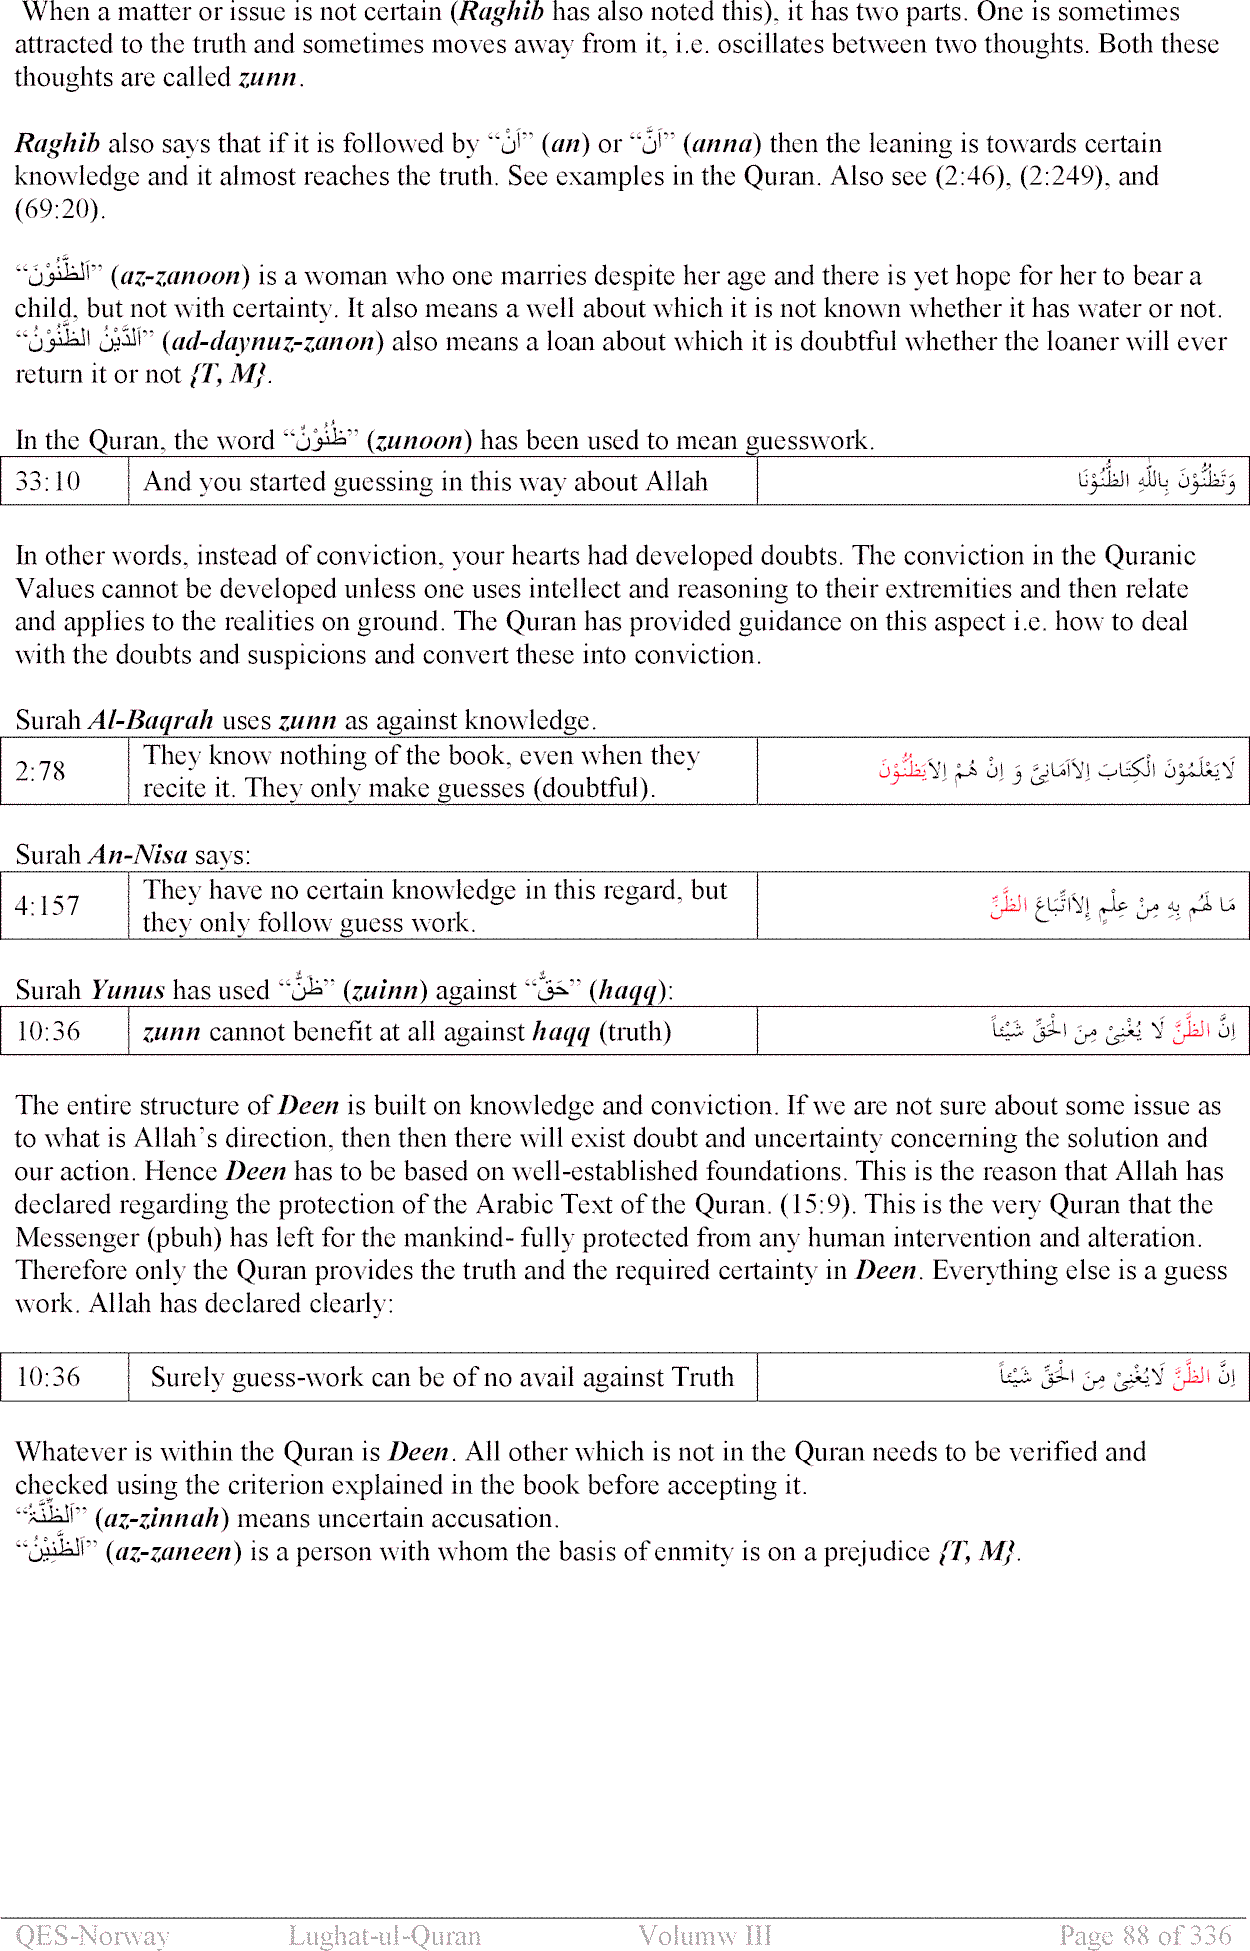 When a matter or issue is not certain (Raghib has also noted this), it has two parts. One is sometimes
attracted to the truth and sometimes moves away from it, i.e. oscillates between two thoughts. Both these
thoughts are called zunn.
Raghib also says that if it is followed by “اَنْ” (an) or “اَنَّ” (anna) then the leaning is towards certain
knowledge and it almost reaches the truth. See examples in the Quran. Also see (2:46), (2:249), and
(69:20).
“اَلظَّنُوْنَ” (az-zanoon) is a woman who one marries despite her age and there is yet hope for her to bear a
child, but not with certainty. It also means a well about which it is not known whether it has water or not.
“اَلدَّيْنُ الظَّنُوْنُ” (ad-daynuz-zanon) also means a loan about which it is doubtful whether the loaner will ever
return it or not {T, M}.
In the Quran, the word “ظُنُوْنٌ” (zunoon) has been used to mean guesswork.
33:10 And you started guessing in this way about Allah وَتَظُنُّوْنَ بِاللّٰهِ الظُّنُوْنَا
In other words, instead of conviction, your hearts had developed doubts. The conviction in the Quranic
Values cannot be developed unless one uses intellect and reasoning to their extremities and then relate
and applies to the realities on ground. The Quran has provided guidance on this aspect i.e. how to deal
with the doubts and suspicions and convert these into conviction.
Surah Al-Baqrah uses zunn as against knowledge.
2:78 They know nothing of the book, even when they
recite it. They only make guesses (doubtful). لَايَعْلَمُوْنَ الْكِتَابَ اِلاَّاَمَانِىَّ وَ اِنْ هُمْ اِلاَّيَظُنُّوْنَ
Surah An-Nisa says:
4:157 They have no certain knowledge in this regard, but
they only follow guess work. مَا لَهُم بِهِ مِنْ عِلْمٍ إِلاَّاتِّبَاعَ الظَّنِّ
Surah Yunus has used “ظَنٌّ” (zuinn) against “حَقٌّ” (haqq):
10:36 zunn cannot benefit at all against haqq (truth) اِنَّ الظَّنَّ لَا يُغْنِىْ مِنَ الْحَقِّ شَيْئاً
The entire structure of Deen is built on knowledge and conviction. If we are not sure about some issue as
to what is Allah’s direction, then then there will exist doubt and uncertainty concerning the solution and
our action. Hence Deen has to be based on well-established foundations. This is the reason that Allah has
declared regarding the protection of the Arabic Text of the Quran. (15:9). This is the very Quran that the
Messenger (pbuh) has left for the mankind- fully protected from any human intervention and alteration.
Therefore only the Quran provides the truth and the required certainty in Deen. Everything else is a guess
work. Allah has declared clearly:
10:36 Surely guess-work can be of no avail against Truth اِنَّ الظَّنَّ لَايُغْنِىْ مِنَ الْحَقِّ شَيْئاً
Whatever is within the Quran is Deen. All other which is not in the Quran needs to be verified and
checked using the criterion explained in the book before accepting it.
“اَلظِّنَّۃُ” (az-zinnah) means uncertain accusation.
“اَلظَّنِيْنُ” (az-zaneen) is a person with whom the basis of enmity is on a prejudice {T, M}.
QES-Norway Lughat-ul-Quran Volumw III Page 88 of 336